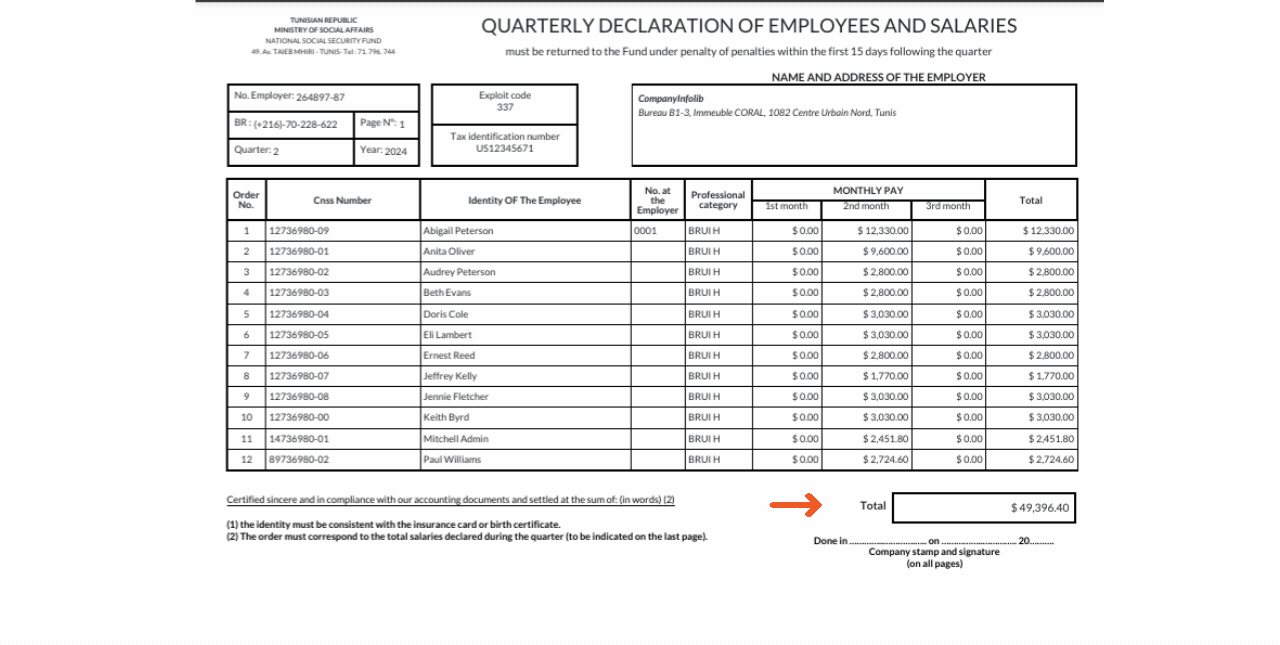 TUNISIAN REPUBLIC
MINISTRY OF SOCIAL AFFAIRS
NATIONAL SOCIAL SECURITY FUND
49, Av. TAIEB MHIRI - TUNIS- Tel : 71. 796. 744
QUARTERLY DECLARATION OF EMPLOYEES AND SALARIES
must be returned to the Fund under penalty of penalties within the first 15 days following the quarter
NAME AND ADDRESS OF THE EMPLOYER
No. Employer: 264897-87
BR : (+216)-70-228-622 Page N°: 1
Quarter: 2 Year: 2024
Exploit code
337
Tax identification number
US12345671
CompanyInfolib
Bureau B1-3, Immeuble CORAL, 1082 Centre Urbain Nord, Tunis
Order No. Cnss Number Identity OF The Employee No. at the Employer Professional category MONTHLY PAY Total
1st month 2nd month 3rd month
1 12736980-09 Abigail Peterson 0001 BRUI H $ 0.00 $ 12,330.00 $ 0.00 $ 12,330.00
2 12736980-01 Anita Oliver BRUI H $ 0.00 $ 9,600.00 $ 0.00 $ 9,600.00
3 12736980-02 Audrey Peterson BRUI H $ 0.00 $ 2,800.00 $ 0.00 $ 2,800.00
4 12736980-03 Beth Evans BRUI H $ 0.00 $ 2,800.00 $ 0.00 $ 2,800.00
5 12736980-04 Doris Cole BRUI H $ 0.00 $ 3,030.00 $ 0.00 $ 3,030.00
6 12736980-05 Eli Lambert BRUI H $ 0.00 $ 3,030.00 $ 0.00 $ 3,030.00
7 12736980-06 Ernest Reed BRUI H $ 0.00 $ 2,800.00 $ 0.00 $ 2,800.00
8 12736980-07 Jeffrey Kelly BRUI H $ 0.00 $ 1,770.00 $ 0.00 $ 1,770.00
9 12736980-08 Jennie Fletcher BRUI H $ 0.00 $ 3,030.00 $ 0.00 $ 3,030.00
10 12736980-00 Keith Byrd BRUI H $ 0.00 $ 3,030.00 $ 0.00 $ 3,030.00
11 14736980-01 Mitchell Admin BRUI H $ 0.00 $ 2,451.80 $ 0.00 $ 2,451.80
12 89736980-02 Paul Williams BRUI H $ 0.00 $ 2,724.60 $ 0.00 $ 2,724.60
Certified sincere and in compliance with our accounting documents and settled at the sum of: (in words) (2)
Total $ 49,396.40
(1) the identity must be consistent with the insurance card or birth certificate.
(2) The order must correspond to the total salaries declared during the quarter (to be indicated on the last page).
Done in .............................. on ............................. 20..........
Company stamp and signature
(on all pages)